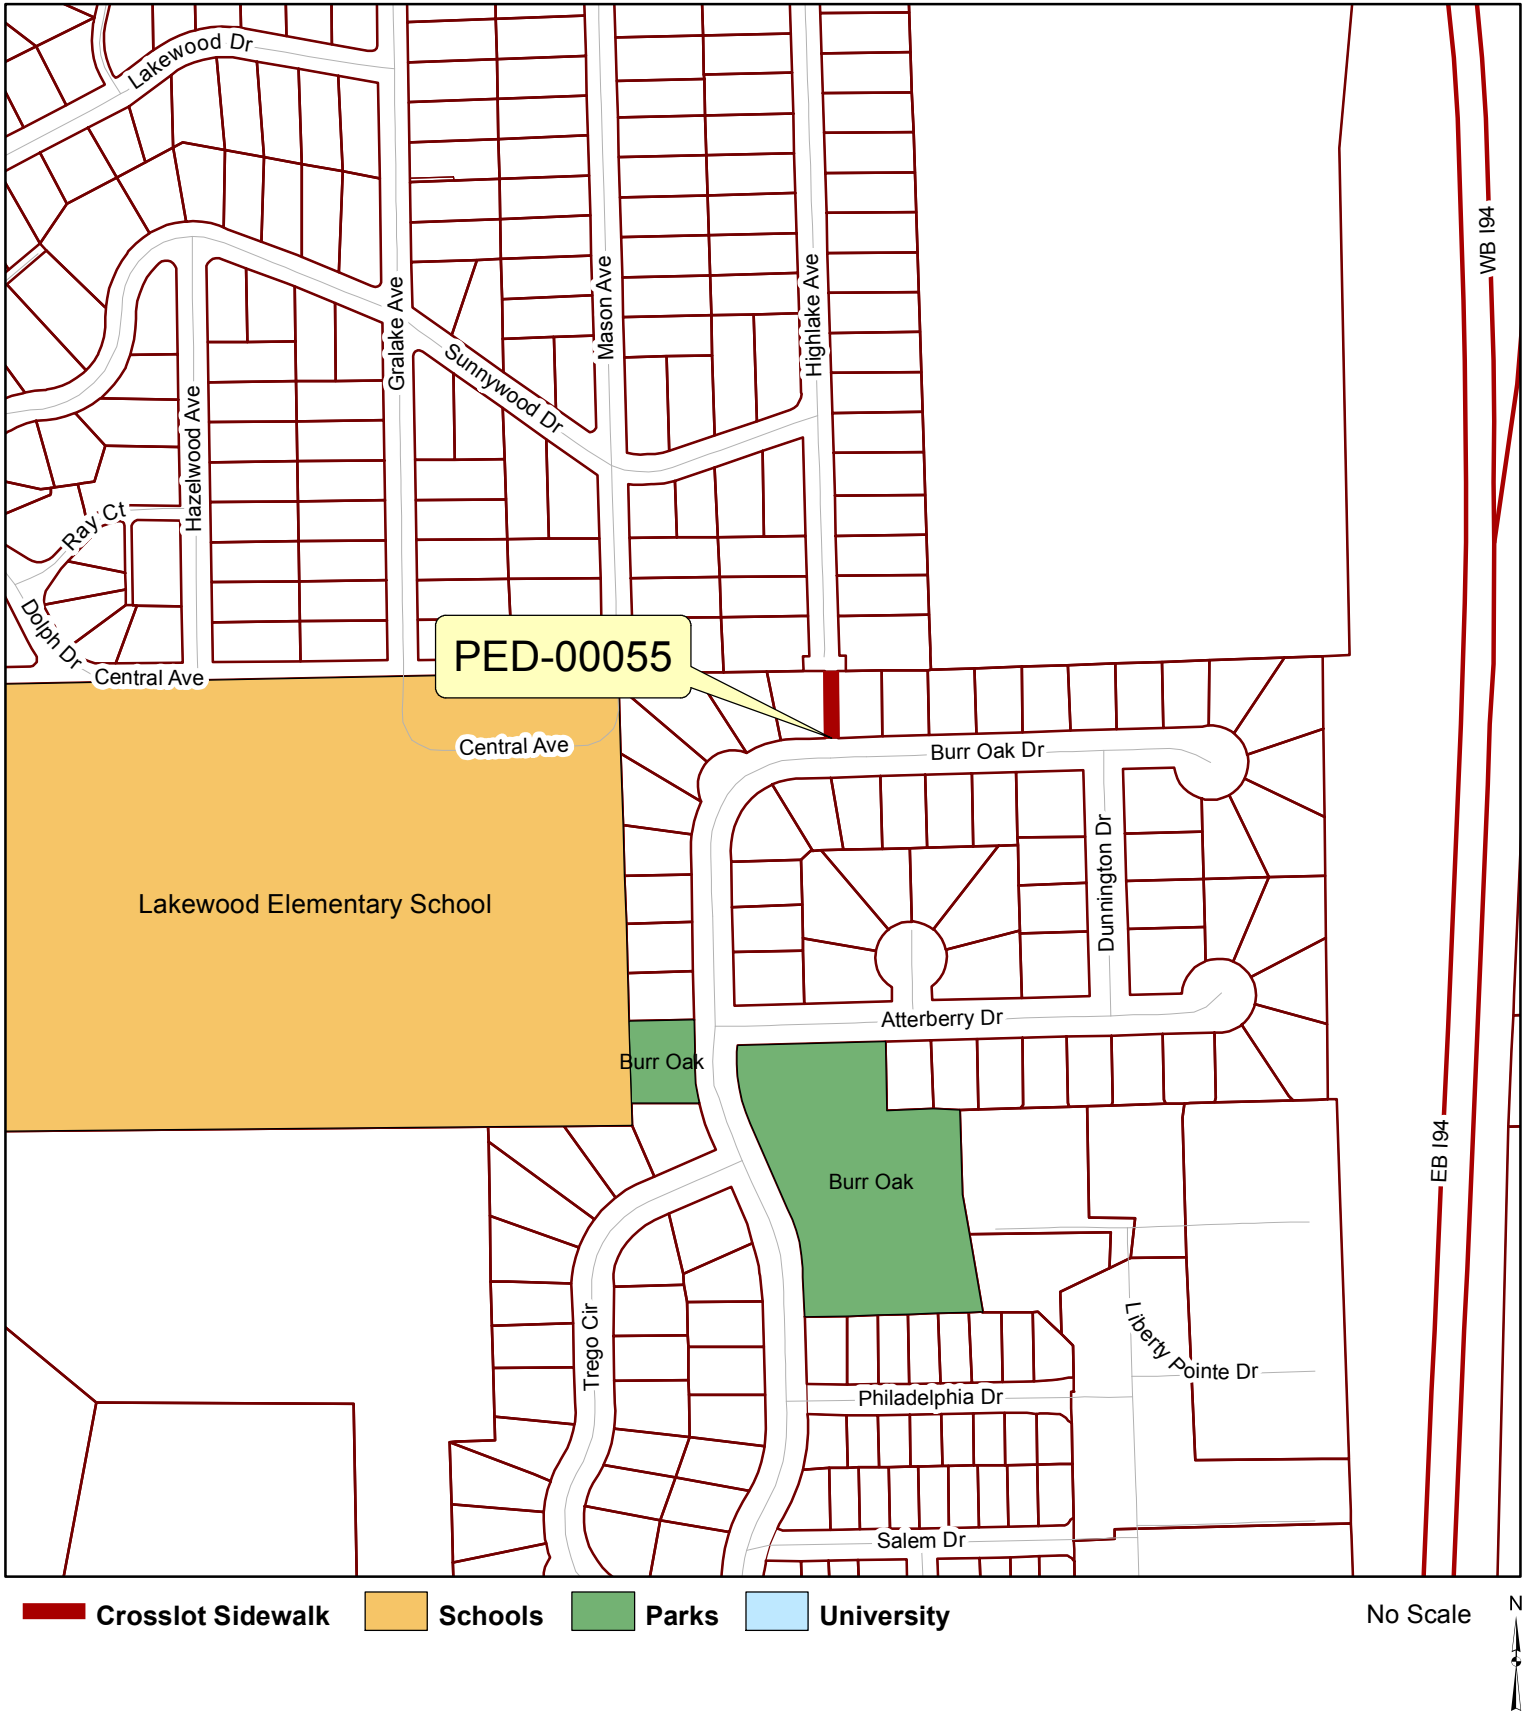 Lakewood Dr
WB I94
Gralake Ave
Mason Ave
Highlake Ave
Sunnywood Dr
Hazelwood Ave
Ray Ct
Dolph Dr
PED-00055
Central Ave
Central Ave
Burr Oak Dr
Dunnington Dr
Lakewood Elementary School
Atterberry Dr
Burr Oak
EB I94
Burr Oak
Trego Cir
Liberty Pointe Dr
Philadelphia Dr
Salem Dr
Crosslot Sidewalk
Schools
Parks
University
No Scale
N